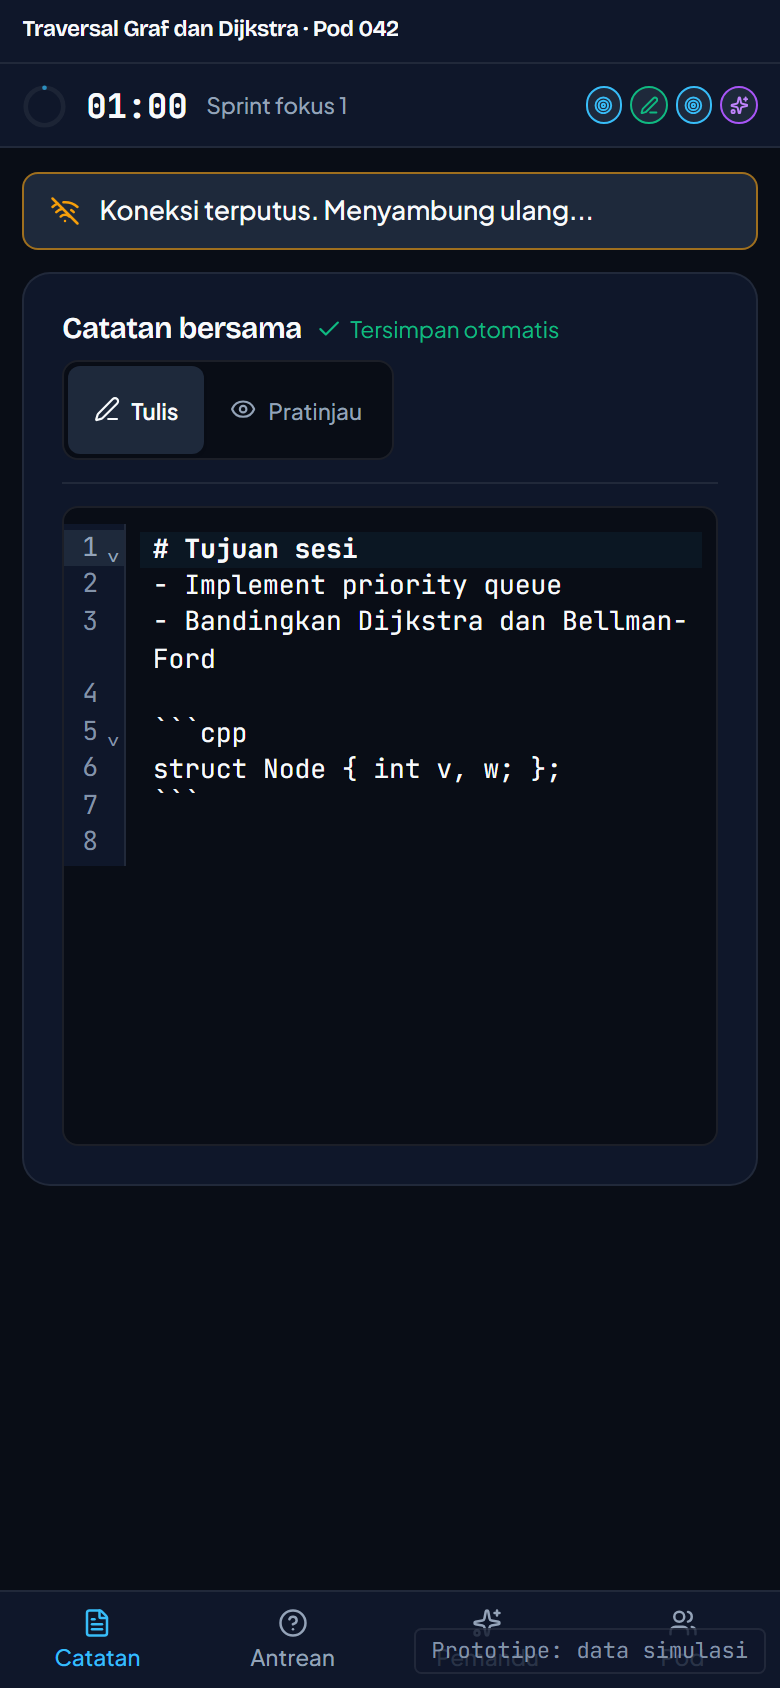 Traversal Graf dan Dijkstra · Pod 042
01:00 Sprint fokus 1
Koneksi terputus. Menyambung ulang...
Catatan bersama Tersimpan otomatis
Tulis Pratinjau
1 # Tujuan sesi
2 - Implement priority queue
3 - Bandingkan Dijkstra dan Bellman-
Ford
4
5 ```cpp
6 struct Node { int v, w; };
7 ```
8
Catatan Antrean Pemandu Pod
Prototipe: data simulasi